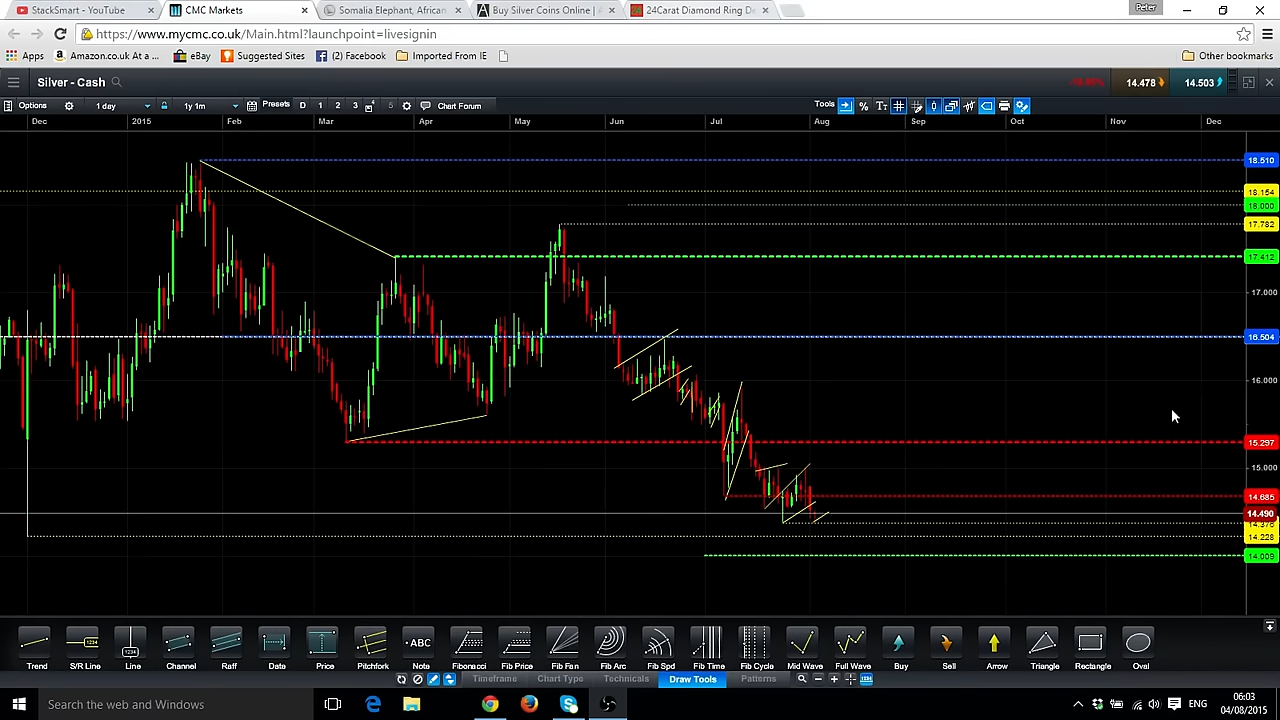 StackSmart - YouTube
CMC Markets
Somalia Elephant, African
Buy Silver Coins Online | A
24Carat Diamond Ring De
Peter
https://www.mycmc.co.uk/Main.html?launchpoint=livesignin
Apps
Amazon.co.uk At a ...
eBay
Suggested Sites
(2) Facebook
Imported From IE
Other bookmarks
Silver - Cash
14.478
14.503
Options
1 day
1y 1m
Presets
D
1
2
3
4
5
Chart Forum
Tools
Dec 2015 Feb Mar Apr May Jun Jul Aug Sep Oct Nov Dec
18.510
18.154
18.000
17.782
17.412
17.000
16.504
16.000
15.297
15.000
14.685
14.490
14.228
14.009
Trend S/R Line Line Channel Raff Date Price Pitchfork Note Fibonacci Fib Price Fib Fan Fib Arc Fib Spd Fib Time Fib Cycle Mid Wave Full Wave Buy Sell Arrow Triangle Rectangle Oval
Timeframe Chart Type Technicals Draw Tools Patterns
Search the web and Windows
ENG
06:03
04/08/2015